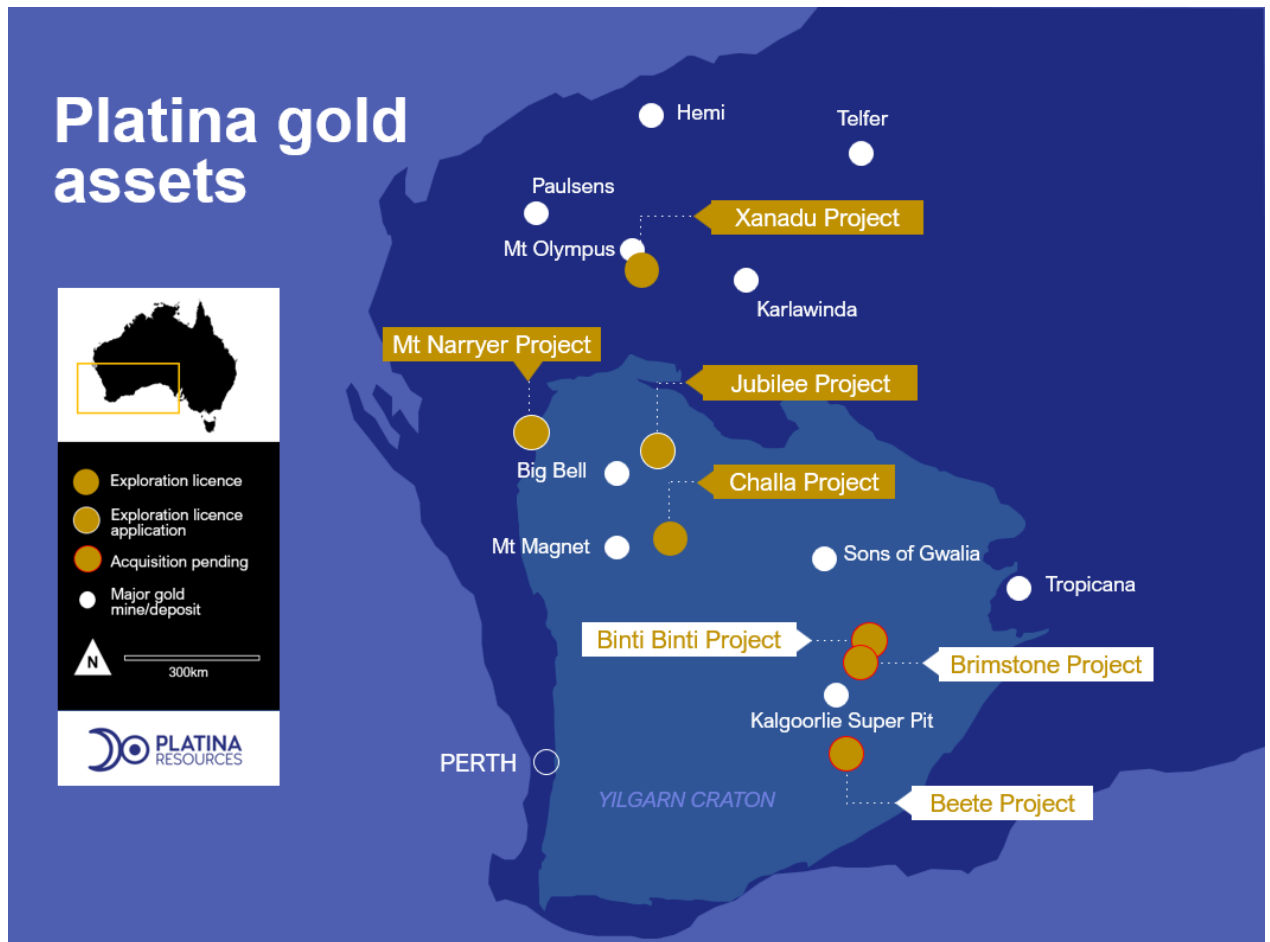 Platina gold
assets
Hemi
Telfer
Paulsens
Xanadu Project
Mt Olympus
Karlawinda
Mt Narryer Project
Jubilee Project
Big Bell
Challa Project
Mt Magnet
Sons of Gwalia
Tropicana
Binti Binti Project
Brimstone Project
Kalgoorlie Super Pit
PERTH
YILGARN CRATON
Beete Project
Exploration licence
Exploration licence
application
Acquisition pending
Major gold
mine/deposit
N
300km
PLATINA
RESOURCES